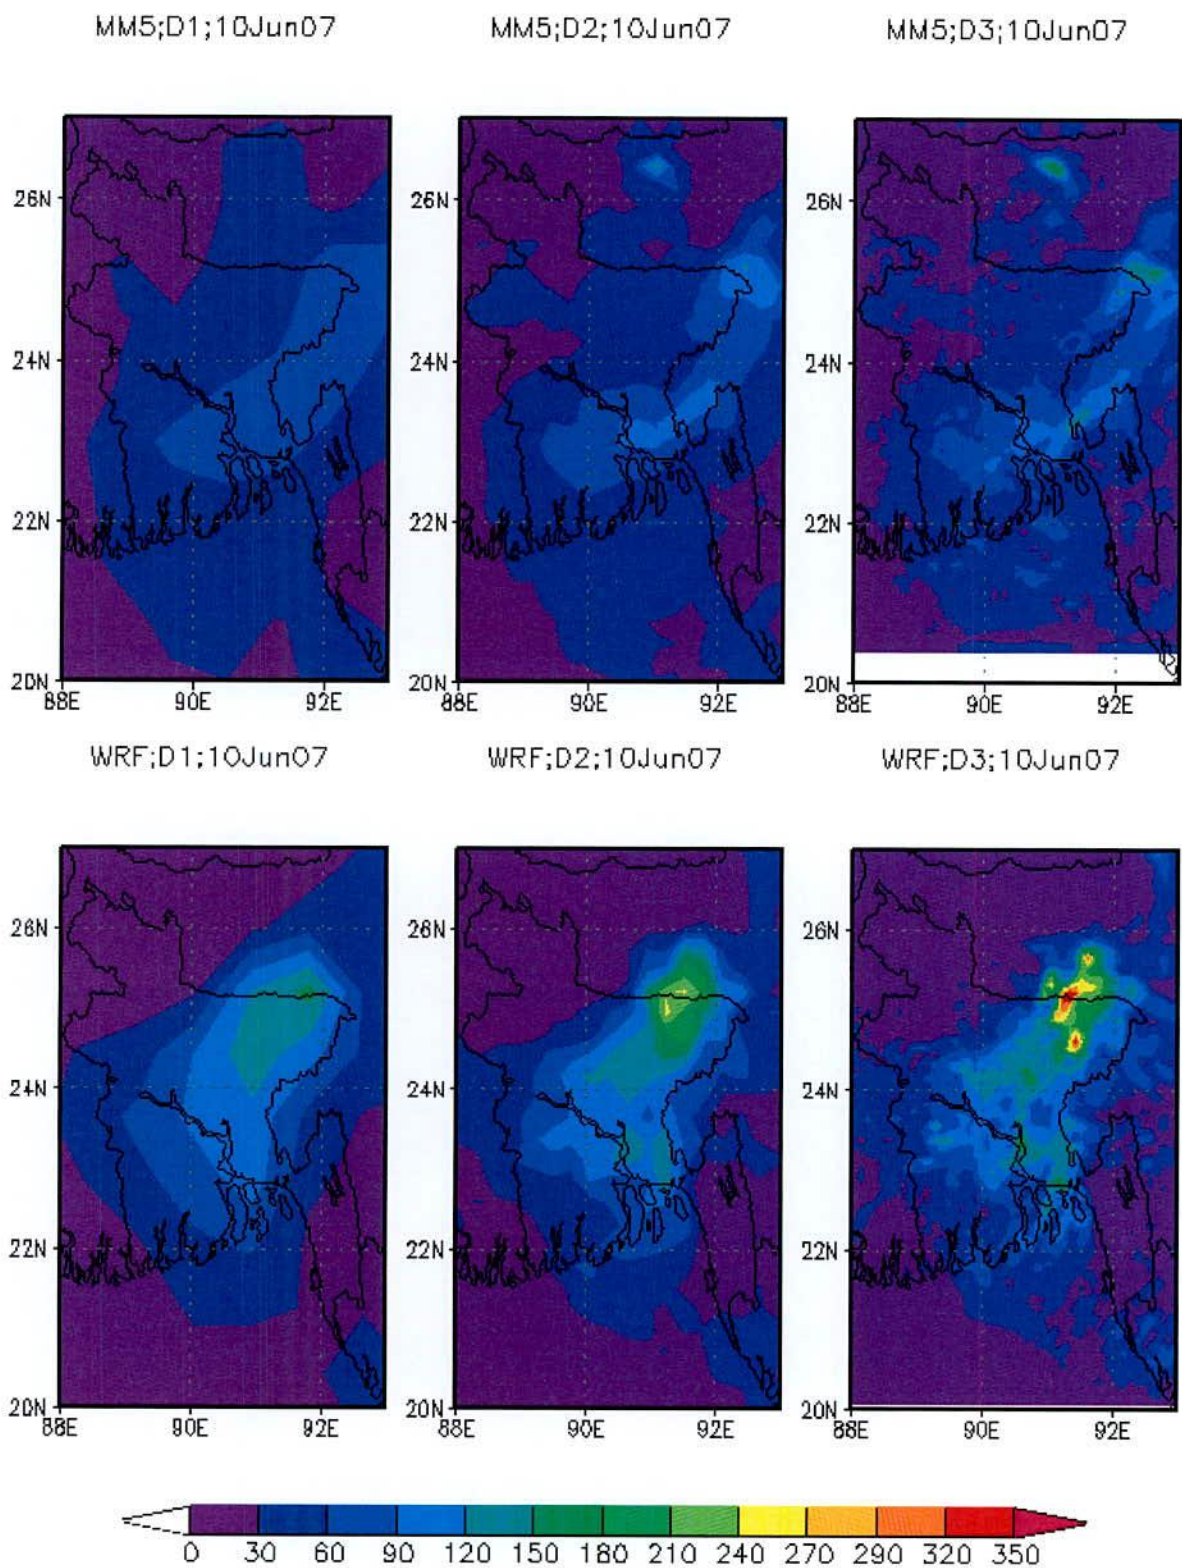 MM5;D1;10Jun07 MM5;D2;10Jun07 MM5;D3;10Jun07
26N 26N 26N
24N 24N 24N
22N 22N 22N
20N 20N 20N
88E 90E 92E 88E 90E 92E 88E 90E 92E
WRF;D1;10Jun07 WRF;D2;10Jun07 WRF;D3;10Jun07
26N 26N 26N
24N 24N 24N
22N 22N 22N
20N 20N 20N
88E 90E 92E 88E 90E 92E 88E 90E 92E
0 30 60 90 120 150 180 210 240 270 290 320 350